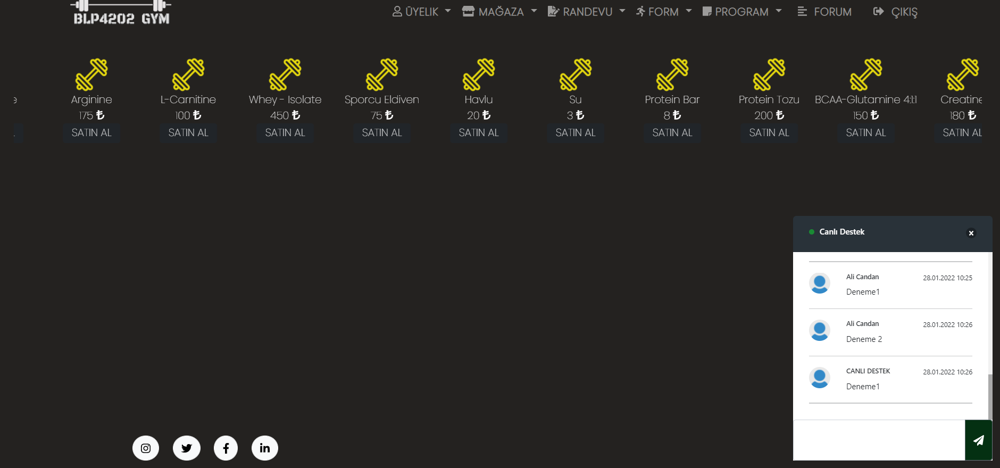 BLP4202 GYM
ÜYELIK MAĞAZA RANDEVU FORM PROGRAM FORUM ÇIKIŞ
e Arginine L-Carnitine Whey - Isolate Sporcu Eldiven Havlu Su Protein Bar Protein Tozu BCAA-Glutamine 4:1:1 Creatine
175 ₺ 100 ₺ 450 ₺ 75 ₺ 20 ₺ 3 ₺ 8 ₺ 200 ₺ 150 ₺ 180 ₺
SATIN AL SATIN AL SATIN AL SATIN AL SATIN AL SATIN AL SATIN AL SATIN AL SATIN AL SATIN AL
Canlı Destek
Ali Candan 28.01.2022 10:25
Deneme1
Ali Candan 28.01.2022 10:26
Deneme 2
CANLI DESTEK 28.01.2022 10:26
Deneme1